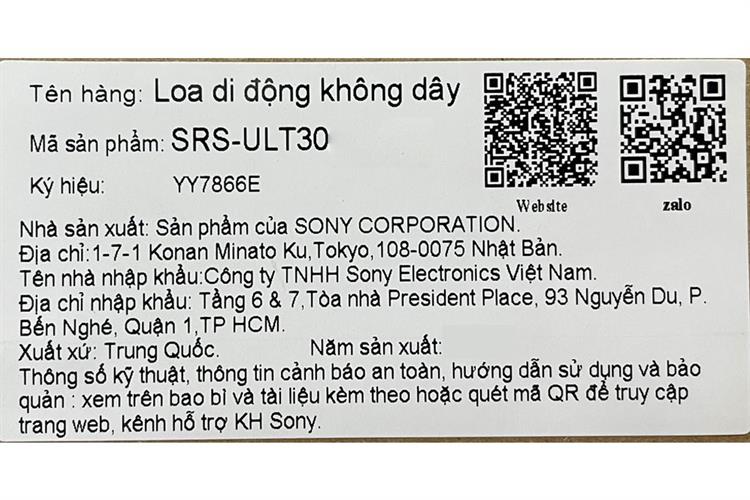 Tên hàng: Loa di động không dây
Mã sản phẩm: SRS-ULT30
Ký hiệu: YY7866E
Website
zalo
Nhà sản xuất: Sản phẩm của SONY CORPORATION.
Địa chỉ:1-7-1 Konan Minato Ku,Tokyo,108-0075 Nhật Bản.
Tên nhà nhập khẩu:Công ty TNHH Sony Electronics Việt Nam.
Địa chỉ nhập khẩu: Tầng 6 & 7,Tòa nhà President Place, 93 Nguyễn Du, P.
Bến Nghé, Quận 1,TP HCM.
Xuất xứ: Trung Quốc. Năm sản xuất:
Thông số kỹ thuật, thông tin cảnh báo an toàn, hướng dẫn sử dụng và bảo
quản : xem trên bao bì và tài liệu kèm theo hoặc quét mã QR để truy cập
trang web, kênh hỗ trợ KH Sony.